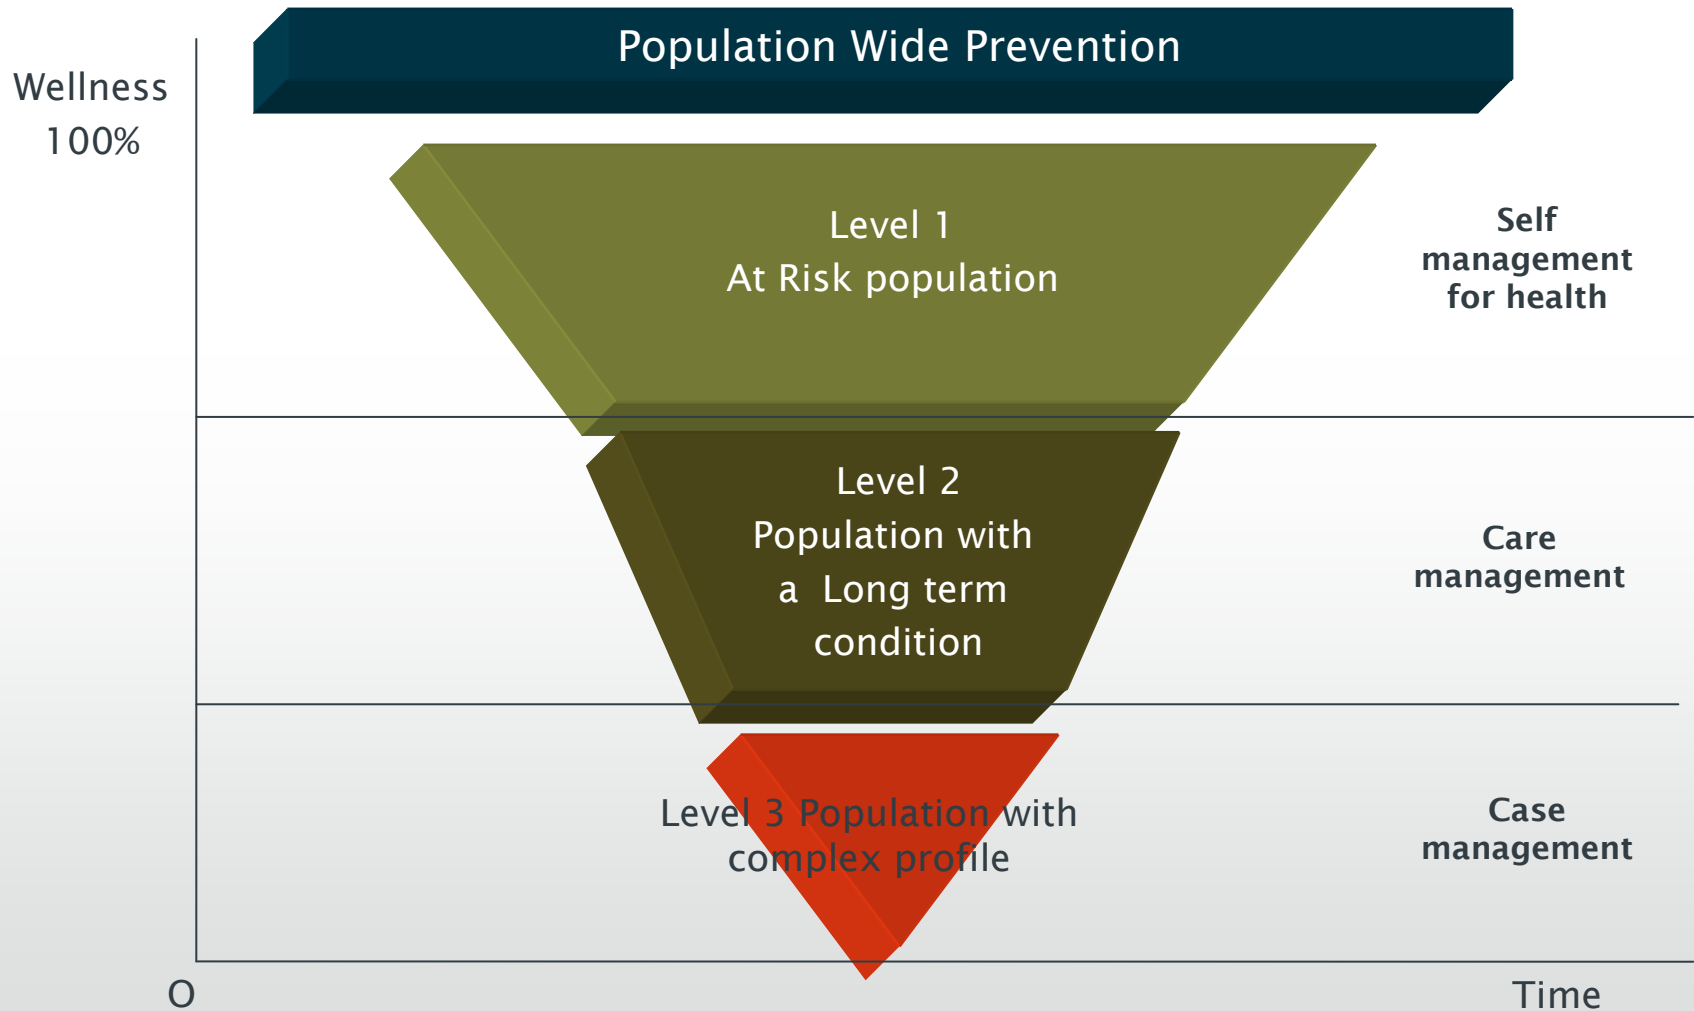 Population Wide Prevention
Wellness
100%
Level 1
At Risk population
Self
management
for health
Level 2
Population with
a  Long term
condition
Care
management
Level 3 Population with
complex profile
Case
management
O
Time